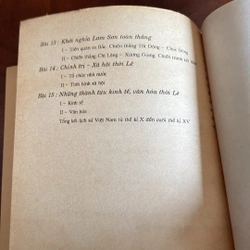 Bài 13 : Khởi nghĩa Lam Sơn toàn thắng
I – Tiến quân ra Bắc. Chiến thắng Tốt Động – Chúc Động
II – Chiến thắng Chi Lăng – Xương Giang. Chiến tranh kết
Bài 14 : Chính trị – Xã hội thời Lê
I – Tổ chức nhà nước
II – Tình hình xã hội
Bài 15 : Những thành tựu kinh tế, văn hóa thời Lê
I – Kinh tế
II – Văn hóa
Tổng kết lịch sử Việt Nam từ thế kỉ X đến cuối thế kỉ XV